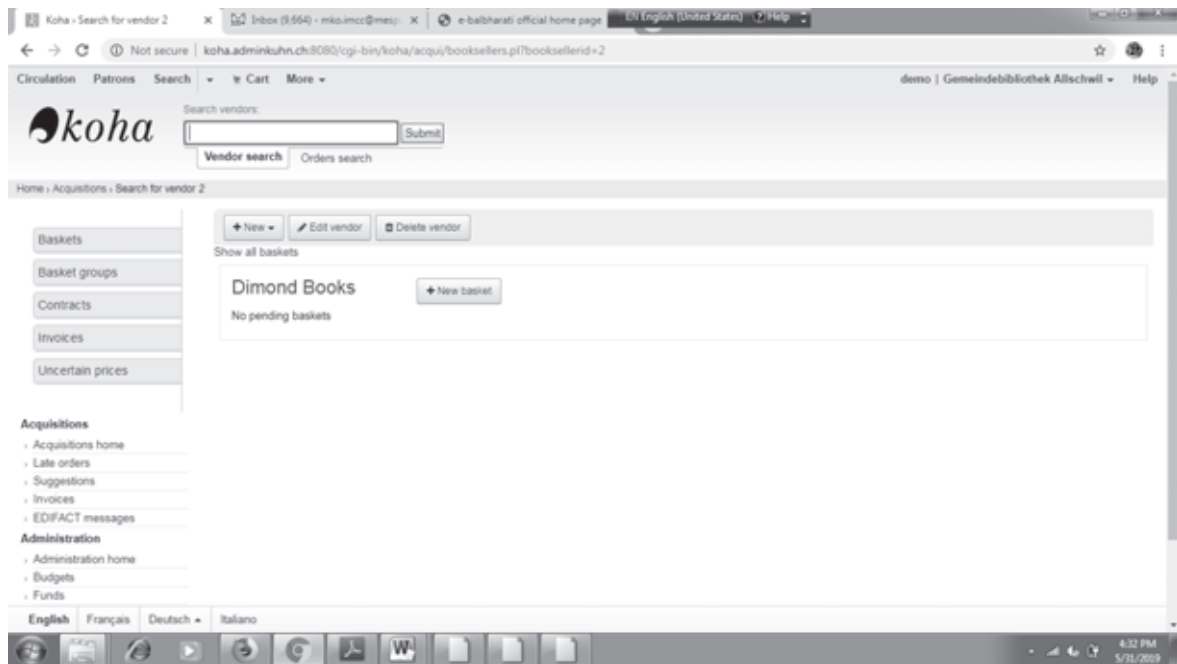 Koha › Search for vendor 2
Inbox (9,664) - mko.imcc@mesp
e-balbharati official home page
EN English (United States) Help
Not secure | koha.adminkuhn.ch:8080/cgi-bin/koha/acqui/booksellers.pl?booksellerid=2
Circulation Patrons Search Cart More demo | Gemeindebibliothek Allschwil Help
koha
Search vendors:
Submit
Vendor search Orders search
Home › Acquisitions › Search for vendor 2
New Edit vendor Delete vendor
Show all baskets
Baskets
Basket groups
Contracts
Invoices
Uncertain prices
Dimond Books
New basket
No pending baskets
Acquisitions
Acquisitions home
Late orders
Suggestions
Invoices
EDIFACT messages
Administration
Administration home
Budgets
Funds
English Français Deutsch Italiano
4:32 PM
5/31/2019